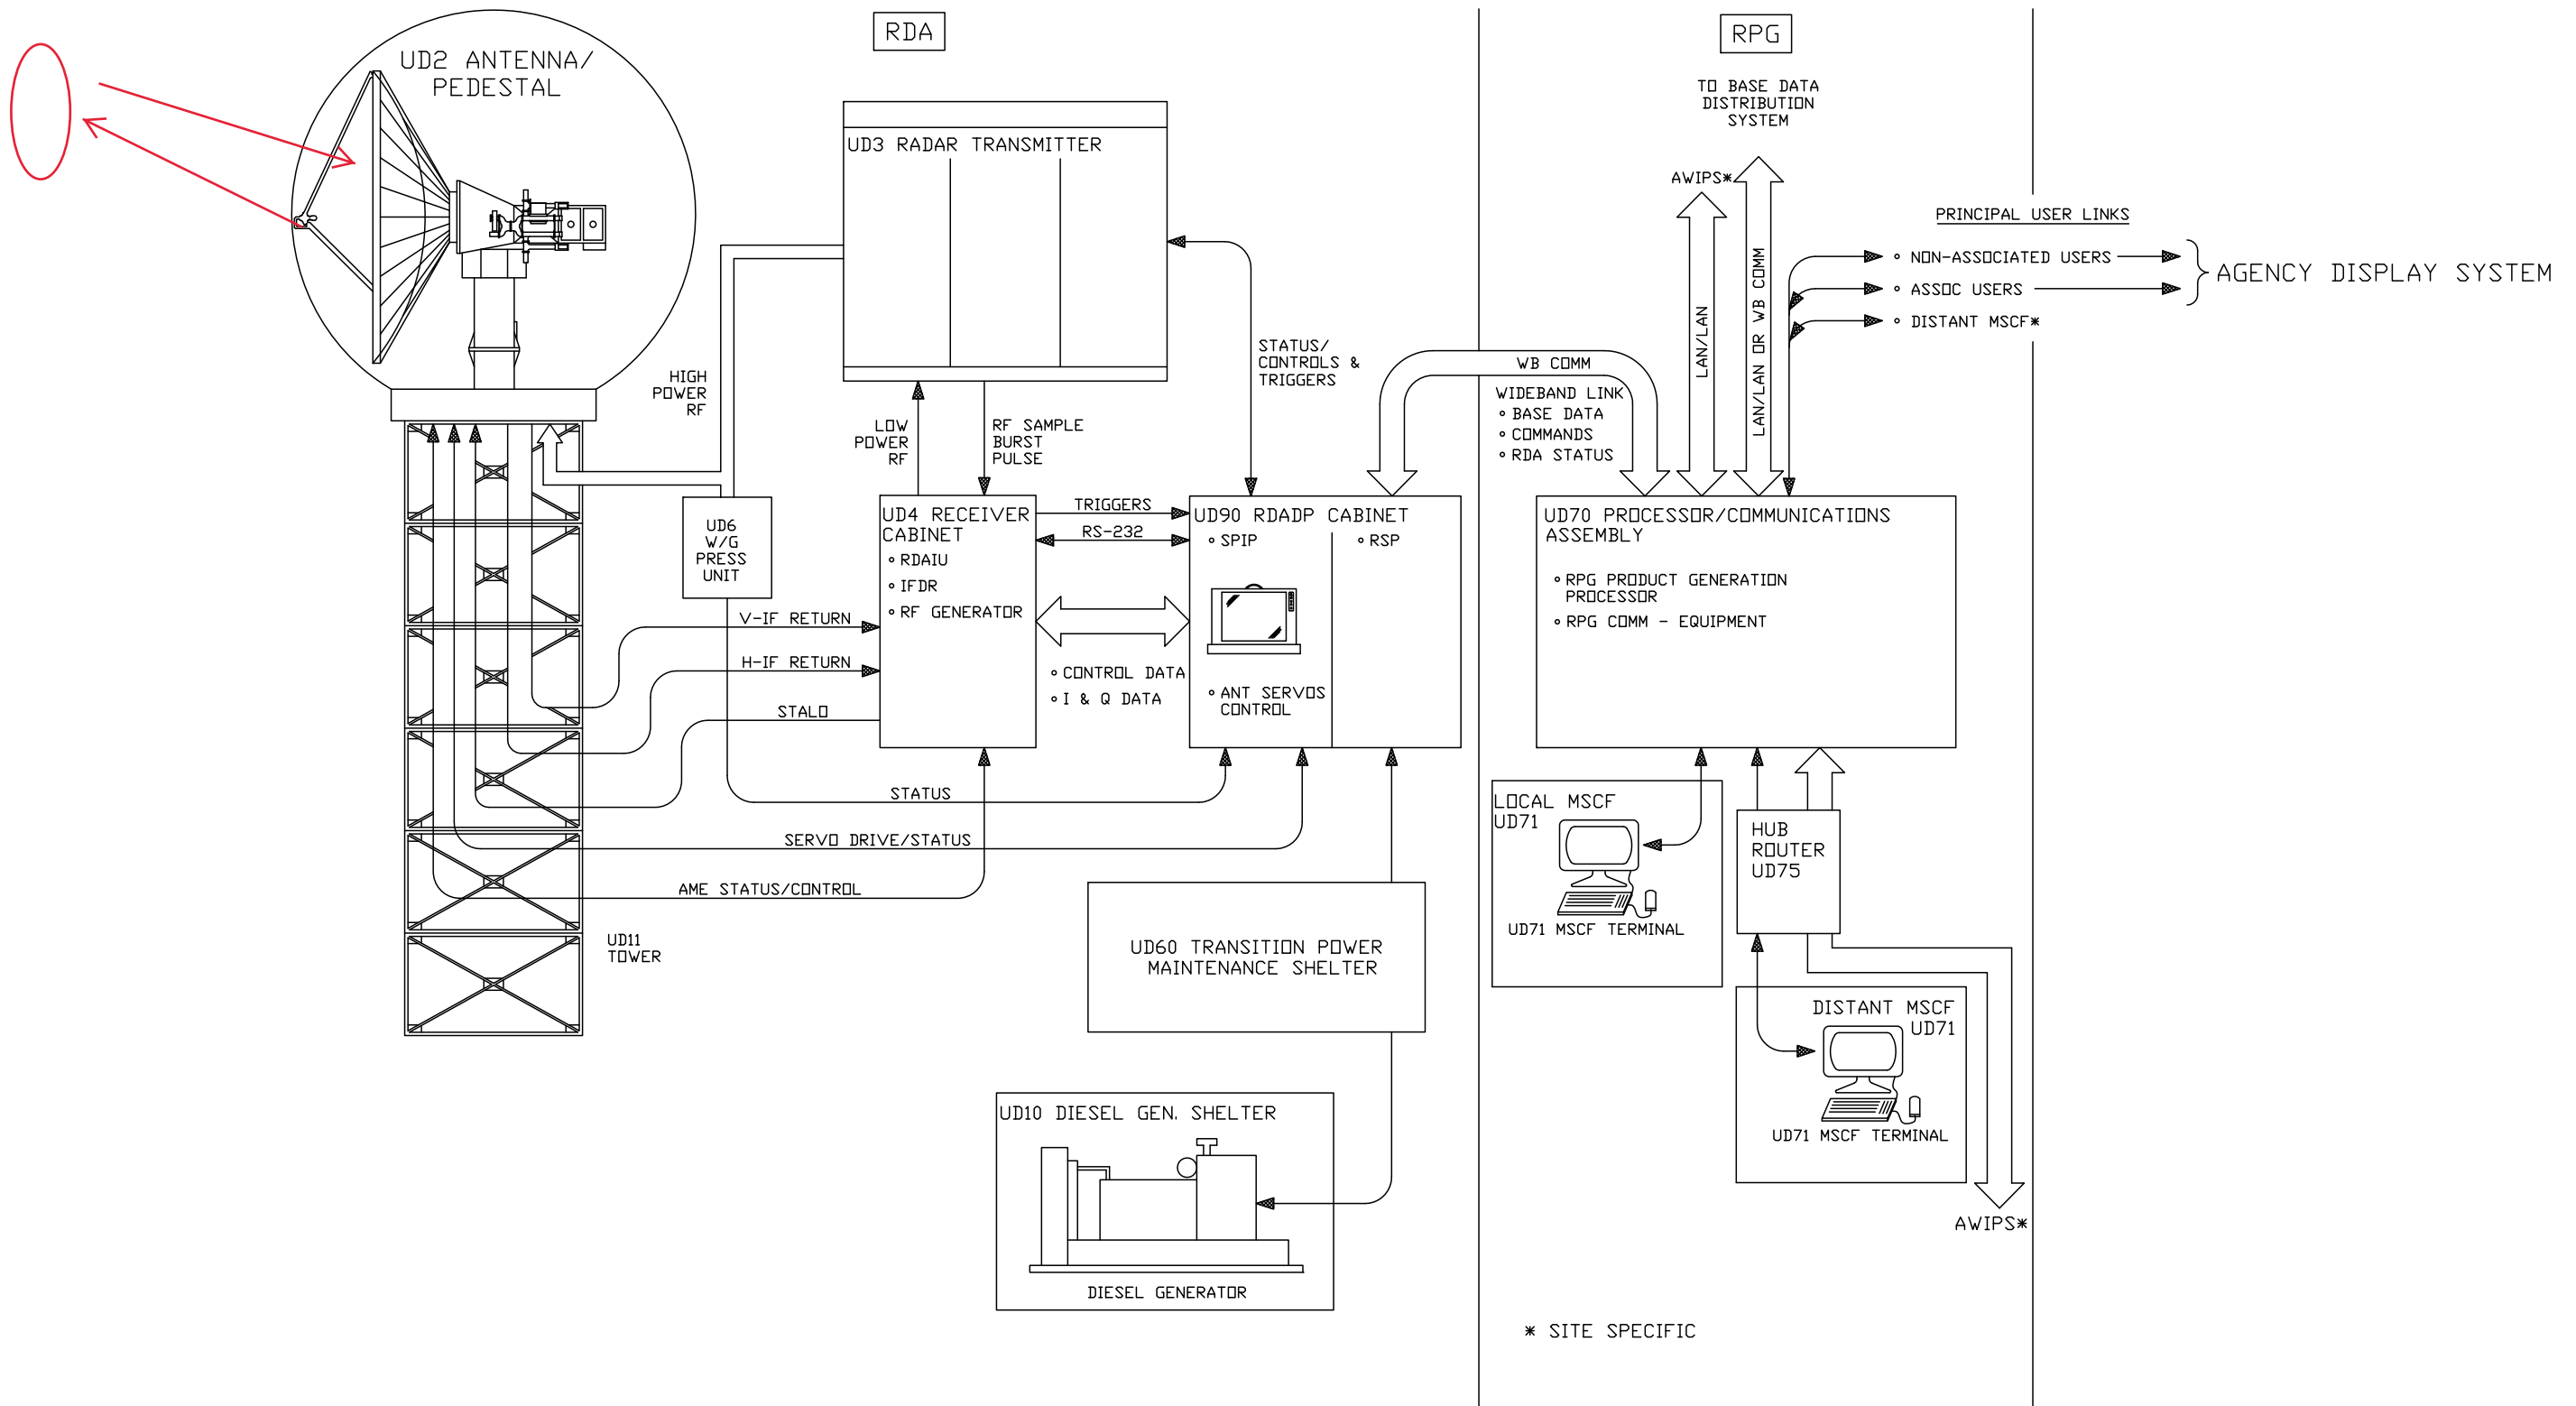 RDA
RPG
UD2 ANTENNA/
PEDESTAL
TO BASE DATA
DISTRIBUTION
SYSTEM
UD3 RADAR TRANSMITTER
AWIPS*
LAN/LAN
LAN/LAN OR WB COMM
PRINCIPAL USER LINKS
NON-ASSOCIATED USERS
ASSOC USERS
DISTANT MSCF*
AGENCY DISPLAY SYSTEM
HIGH
POWER
RF
STATUS/
CONTROLS &
TRIGGERS
WB COMM
WIDEBAND LINK
BASE DATA
COMMANDS
RDA STATUS
LOW
POWER
RF
RF SAMPLE
BURST
PULSE
UD6
W/G
PRESS
UNIT
UD4 RECEIVER
CABINET
RDAIU
IFDR
RF GENERATOR
TRIGGERS
RS-232
CONTROL DATA
I & Q DATA
UD90 RDADP CABINET
SPIP
RSP
ANT SERVOS
CONTROL
UD70 PROCESSOR/COMMUNICATIONS
ASSEMBLY
RPG PRODUCT GENERATION
PROCESSOR
RPG COMM - EQUIPMENT
V-IF RETURN
H-IF RETURN
STALO
STATUS
SERVO DRIVE/STATUS
AME STATUS/CONTROL
UD11
TOWER
LOCAL MSCF
UD71
UD71 MSCF TERMINAL
HUB
ROUTER
UD75
UD60 TRANSITION POWER
MAINTENANCE SHELTER
DISTANT MSCF
UD71
UD71 MSCF TERMINAL
UD10 DIESEL GEN. SHELTER
DIESEL GENERATOR
AWIPS*
* SITE SPECIFIC